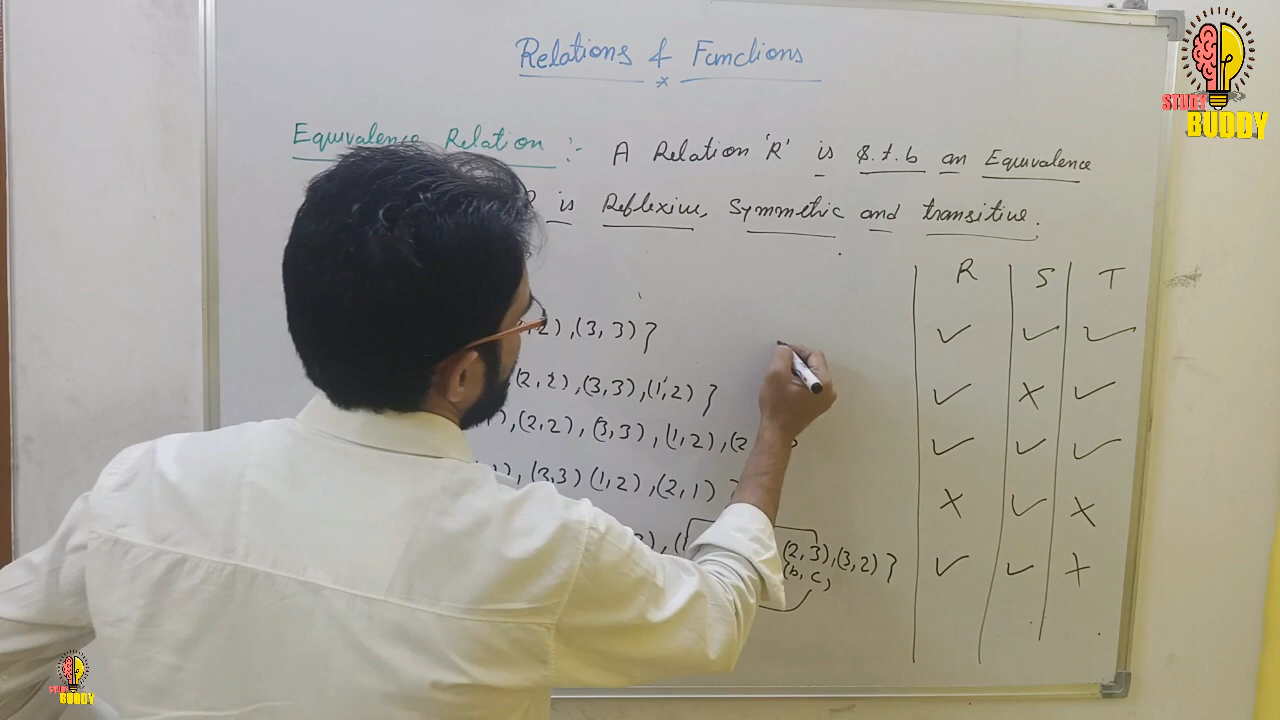 Relations & Functions
Equivalence Relation :- A Relation 'R' is s.t.b an Equivalence
is Reflexive, Symmetric and transitive.
R S T
,2),(3,3)}
(2,2),(3,3),(1,2)}
),(2,2),(3,3),(1,2),(2
),(3,3)(1,2),(2,1)}
(2,3),(3,2)}
(b,c)
STUDY
BUDDY
STUDY
BUDDY